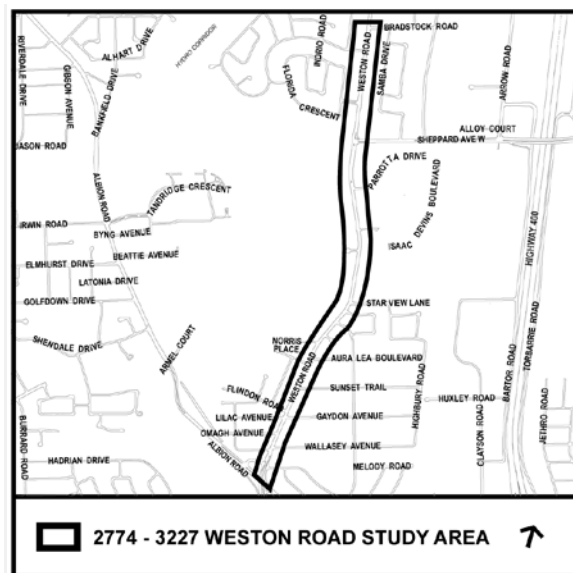 BRADSTOCK ROAD
INDRIO ROAD
WESTON ROAD
SAMBA DRIVE
ARROW ROAD
RIVERDALE DRIVE
GIBSON AVENUE
ALHART DRIVE
BANKFIELD DRIVE
HYDRO CORRIDOR
FLORIDA
CRESCENT
ALLOY COURT
SHEPPARD AVE W
JASON ROAD
PARROTTA DRIVE
ALBION ROAD
TANDRIDGE CRESCENT
DEVINS BOULEVARD
ISAAC
HIGHWAY 400
IRWIN ROAD
BYNG AVENUE
BEATTIE AVENUE
ELMHURST DRIVE
LATONIA DRIVE
GOLFDOWN DRIVE
STAR VIEW LANE
SHENDALE DRIVE
ARMEL COURT
NORRIS
PLACE
WESTON ROAD
AURA LEA BOULEVARD
BARTOR ROAD
TORBARRIE ROAD
FLINDON ROAD
SUNSET TRAIL
HIGHBURY ROAD
HUXLEY ROAD
LILAC AVENUE
GAYDON AVENUE
OMAGH AVENUE
BURRARD ROAD
CLAYSON ROAD
JETHRO ROAD
ALBION ROAD
WALLASEY AVENUE
HADRIAN DRIVE
MELODY ROAD
2774 - 3227 WESTON ROAD STUDY AREA